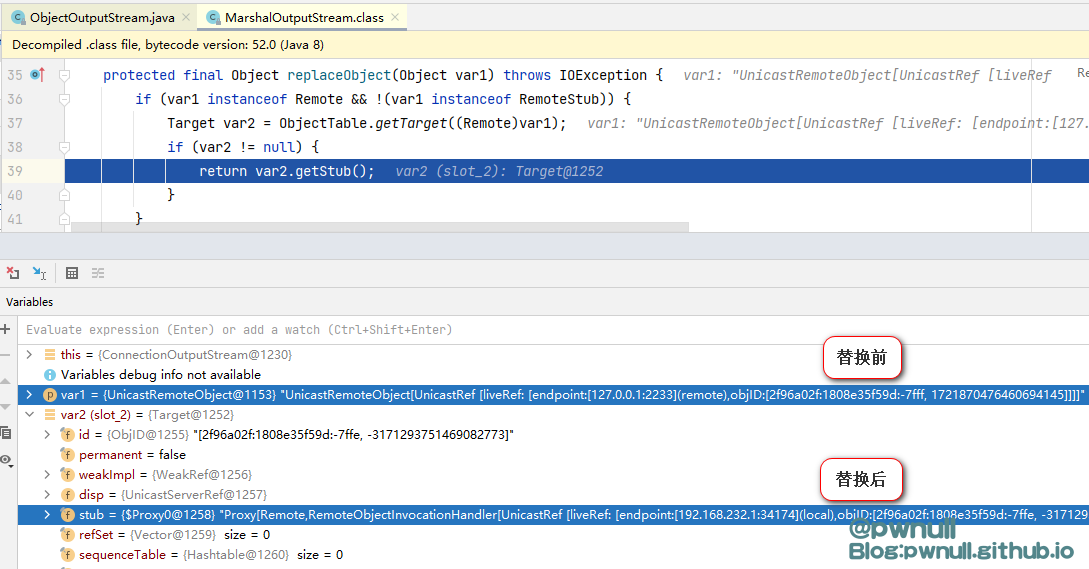 ObjectOutputStream.java × MarshalOutputStream.class ×
Decompiled .class file, bytecode version: 52.0 (Java 8)
35 protected final Object replaceObject(Object var1) throws IOException { var1: "UnicastRemoteObject[UnicastRef [liveRef Re
36 if (var1 instanceof Remote && !(var1 instanceof RemoteStub)) {
37 Target var2 = ObjectTable.getTarget((Remote)var1); var1: "UnicastRemoteObject[UnicastRef [liveRef: [endpoint:[127.
38 if (var2 != null) {
39 return var2.getStub(); var2 (slot_2): Target@1252
40 }
41 }
Variables
Evaluate expression (Enter) or add a watch (Ctrl+Shift+Enter)
替换前
this = {ConnectionOutputStream@1230}
Variables debug info not available
var1 = {UnicastRemoteObject@1153} "UnicastRemoteObject[UnicastRef [liveRef: [endpoint:[127.0.0.1:2233](remote),objID:[2f96a02f:1808e35f59d:-7fff, 1721870476460694145]]]]"
var2 (slot_2) = {Target@1252}
id = {ObjID@1255} "[2f96a02f:1808e35f59d:-7ffe, -3171293751469082773]"
permanent = false
weakImpl = {WeakRef@1256}
替换后
disp = {UnicastServerRef@1257}
stub = {$Proxy0@1258} "Proxy[Remote,RemoteObjectInvocationHandler[UnicastRef [liveRef: [endpoint:[192.168.232.1:34174](local),objID:[2f96a02f:1808e35f59d:-7ffe, -317129
refSet = {Vector@1259} size = 0
sequenceTable = {Hashtable@1260} size = 0
@pwnull
Blog:pwnull.github.io